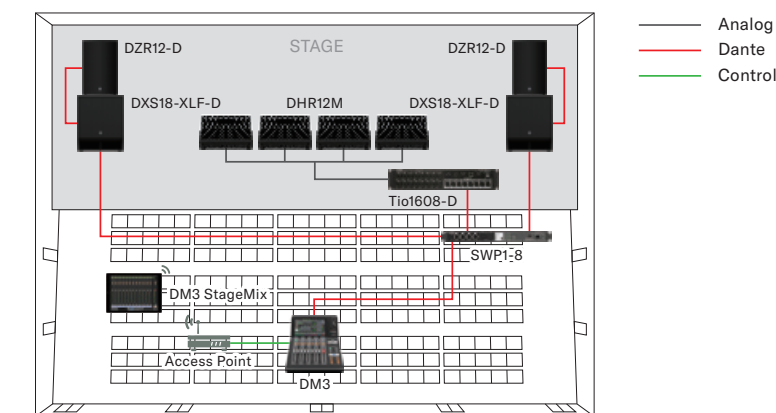 DZR12-D
STAGE
DZR12-D
Analog
Dante
Control
DXS18-XLF-D
DHR12M
DXS18-XLF-D
Tio1608-D
SWP1-8
DM3 StageMix
Access Point
DM3